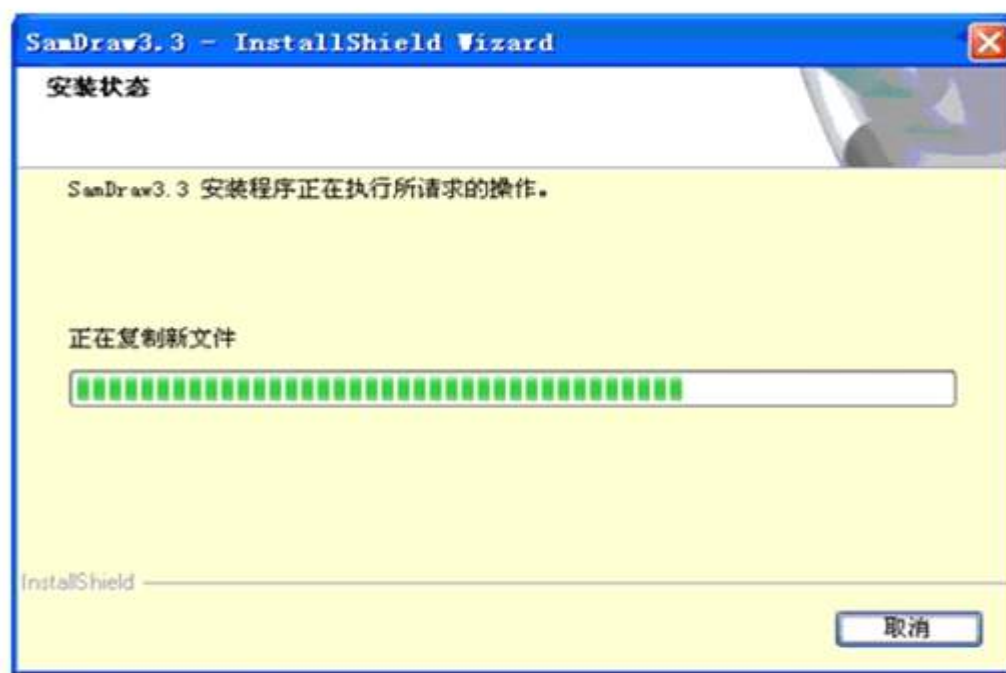 SamDraw3.3 - InstallShield Wizard
安装状态
SamDraw3.3 安装程序正在执行所请求的操作。
正在复制新文件
InstallShield
取消